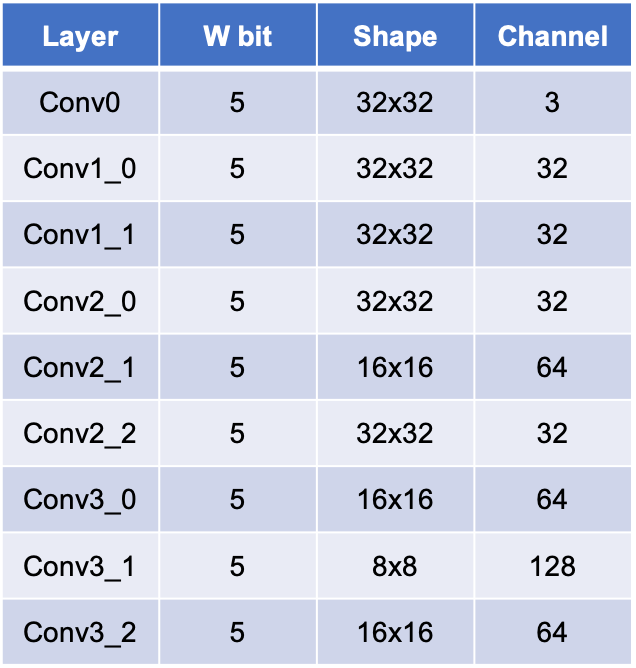 Layer W bit Shape Channel
Conv0 5 32x32 3
Conv1_0 5 32x32 32
Conv1_1 5 32x32 32
Conv2_0 5 32x32 32
Conv2_1 5 16x16 64
Conv2_2 5 32x32 32
Conv3_0 5 16x16 64
Conv3_1 5 8x8 128
Conv3_2 5 16x16 64